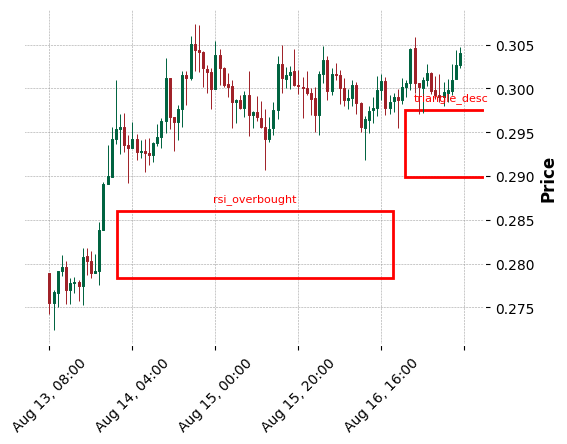 0.305
0.300
triangle_desc
0.295
0.290
rsi_overbought
0.285
0.280
0.275
Price
Aug 13, 08:00
Aug 14, 04:00
Aug 15, 00:00
Aug 15, 20:00
Aug 16, 16:00